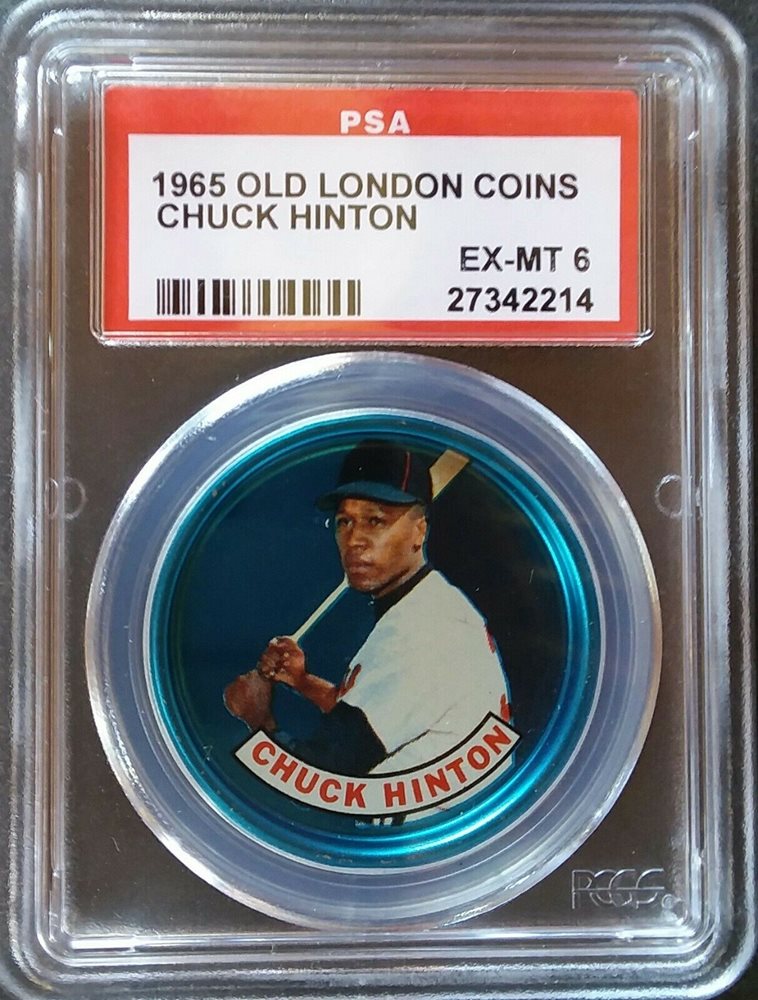 PSA
1965 OLD LONDON COINS
CHUCK HINTON
EX-MT 6
27342214
CHUCK HINTON
PCGS